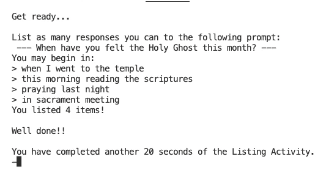 Get ready...
List as many responses you can to the following prompt:
--- When have you felt the Holy Ghost this month? ---
You may begin in:
> when I went to the temple
> this morning reading the scriptures
> praying last night
> in sacrament meeting
You listed 4 items!
Well done!!
You have completed another 20 seconds of the Listing Activity.